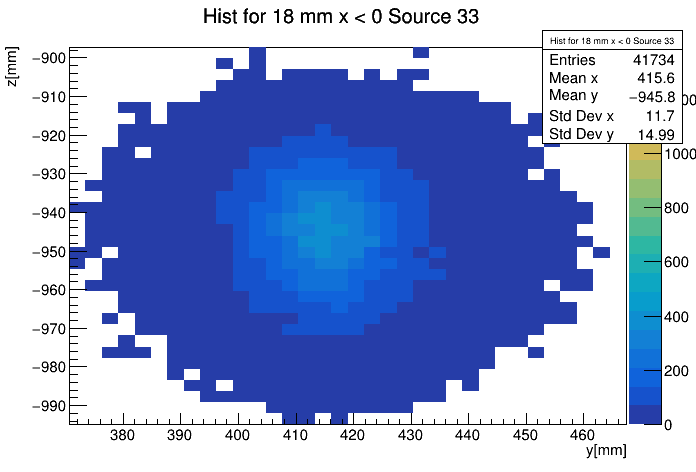 Hist for 18 mm x < 0 Source 33
Hist for 18 mm x < 0 Source 33
Entries 41734
Mean x 415.6
Mean y −945.8
Std Dev x 11.7
Std Dev y 14.99
z[mm]
−900
−910
−920
−930
−940
−950
−960
−970
−980
−990
380 390 400 410 420 430 440 450 460
y[mm]
1000
800
600
400
200
0